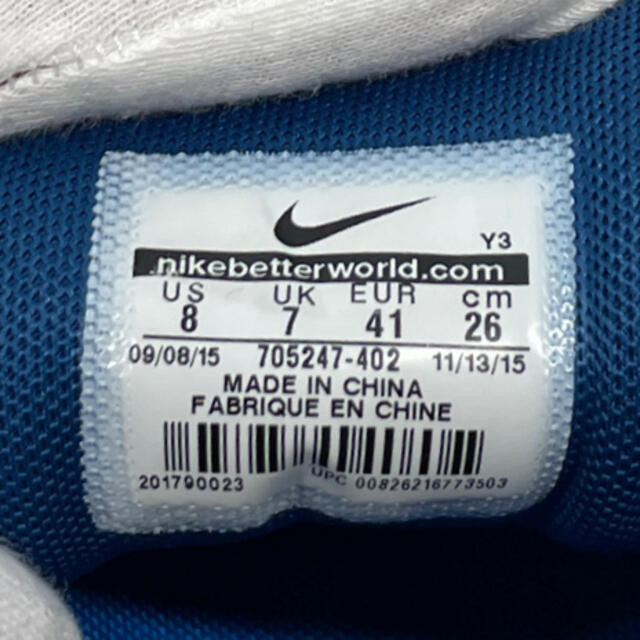 Y3
.nikebetterworld.com
US UK EUR cm
8 7 41 26
09/08/15 705247-402 11/13/15
MADE IN CHINA
FABRIQUE EN CHINE
201790023 UPC 00826216773503